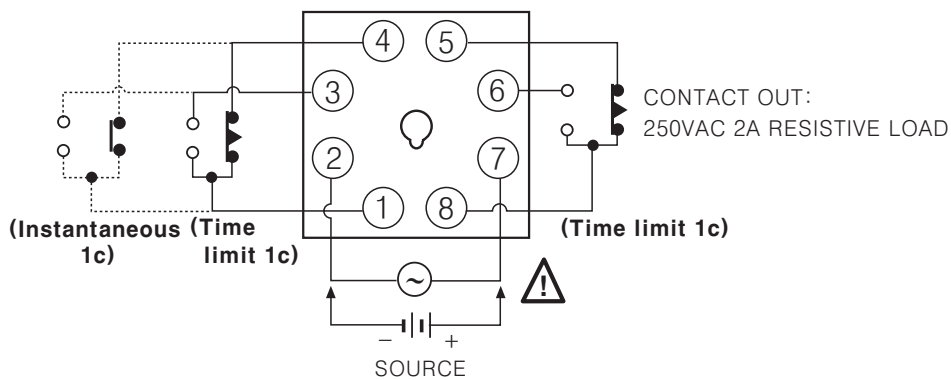 4
5
3
6
2
7
1
8
CONTACT OUT:
250VAC 2A RESISTIVE LOAD
(Instantaneous
1c)
(Time
limit 1c)
(Time limit 1c)
~
!
− +
SOURCE